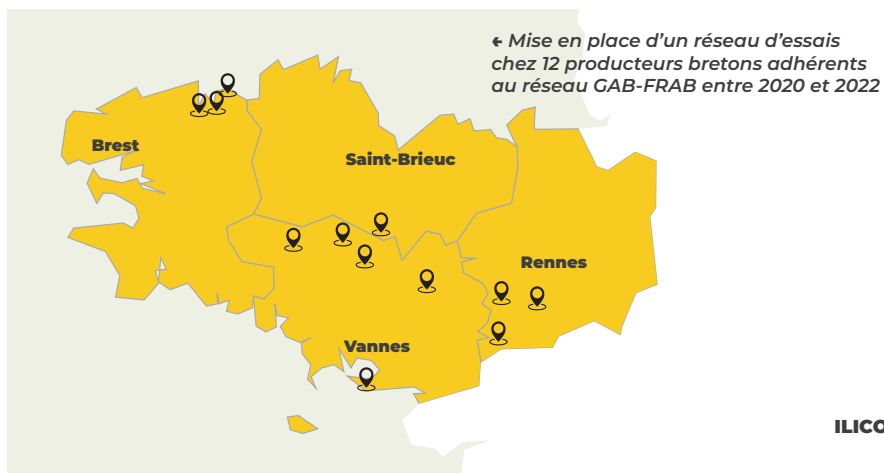 ← Mise en place d'un réseau d'essais
chez 12 producteurs bretons adhérents
au réseau GAB-FRAB entre 2020 et 2022
Brest
Saint-Brieuc
Rennes
Vannes
ILICO